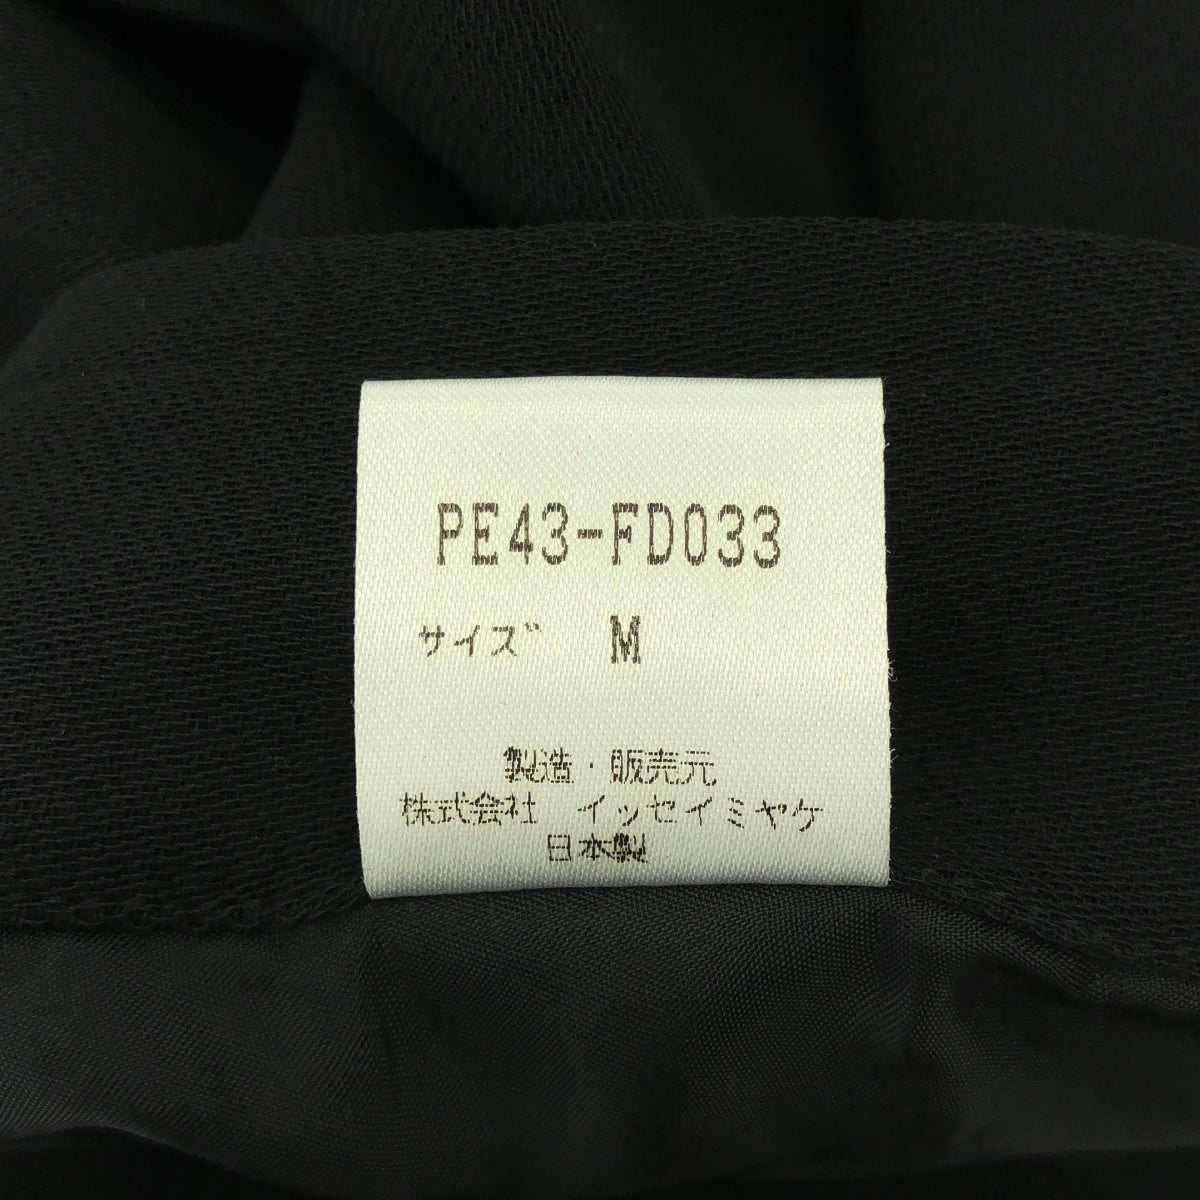 PE43-FD033
サイズ M
製造・販売元
株式会社 イッセイミヤケ
日本製